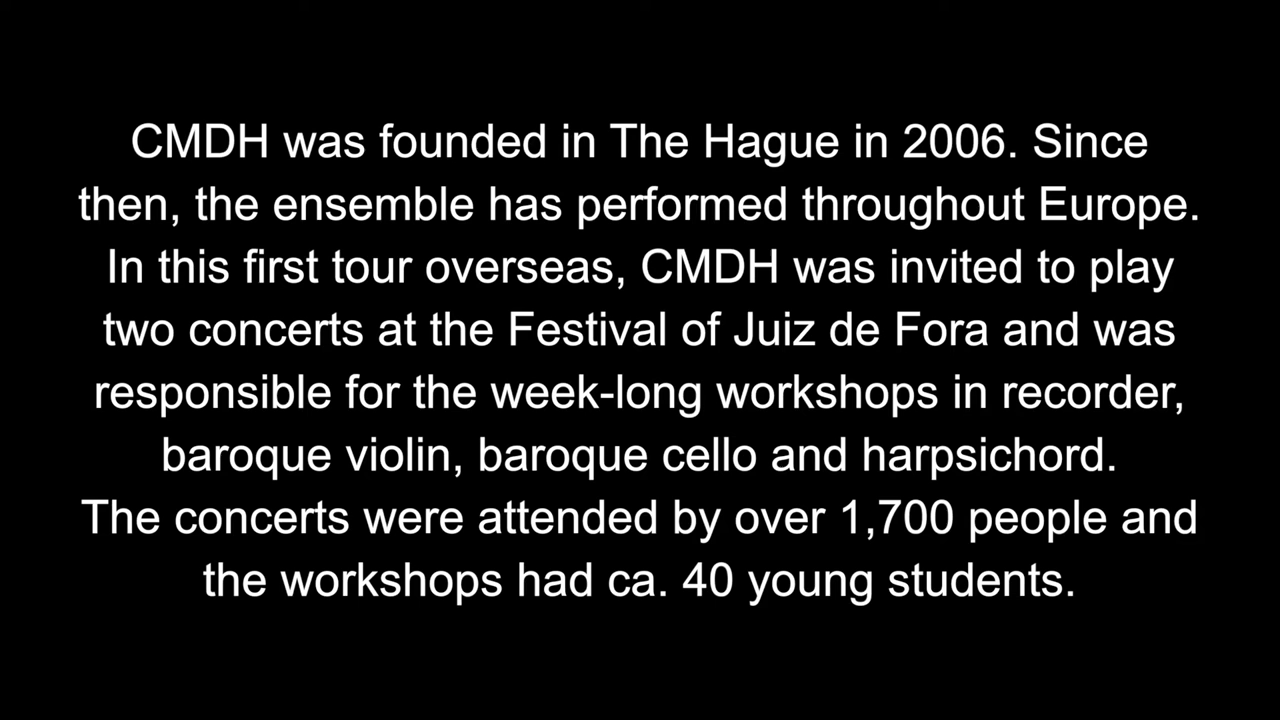 CMDH was founded in The Hague in 2006. Since
then, the ensemble has performed throughout Europe.
In this first tour overseas, CMDH was invited to play
two concerts at the Festival of Juiz de Fora and was
responsible for the week-long workshops in recorder,
baroque violin, baroque cello and harpsichord.
The concerts were attended by over 1,700 people and
the workshops had ca. 40 young students.